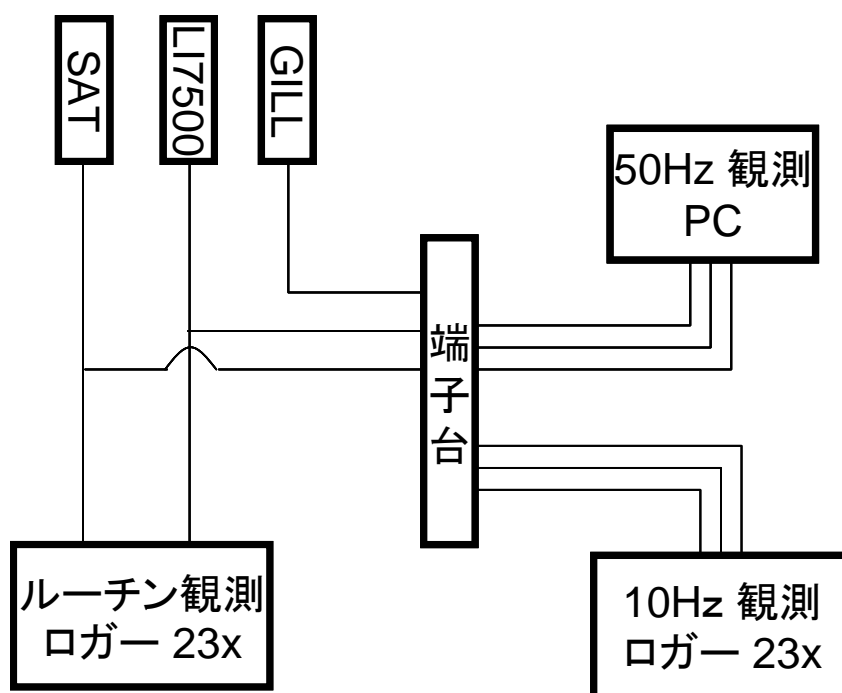 SAT
LI7500
GILL
50Hz 観測
PC
端子台
ルーチン観測
ロガー 23x
10Hz 観測
ロガー 23x